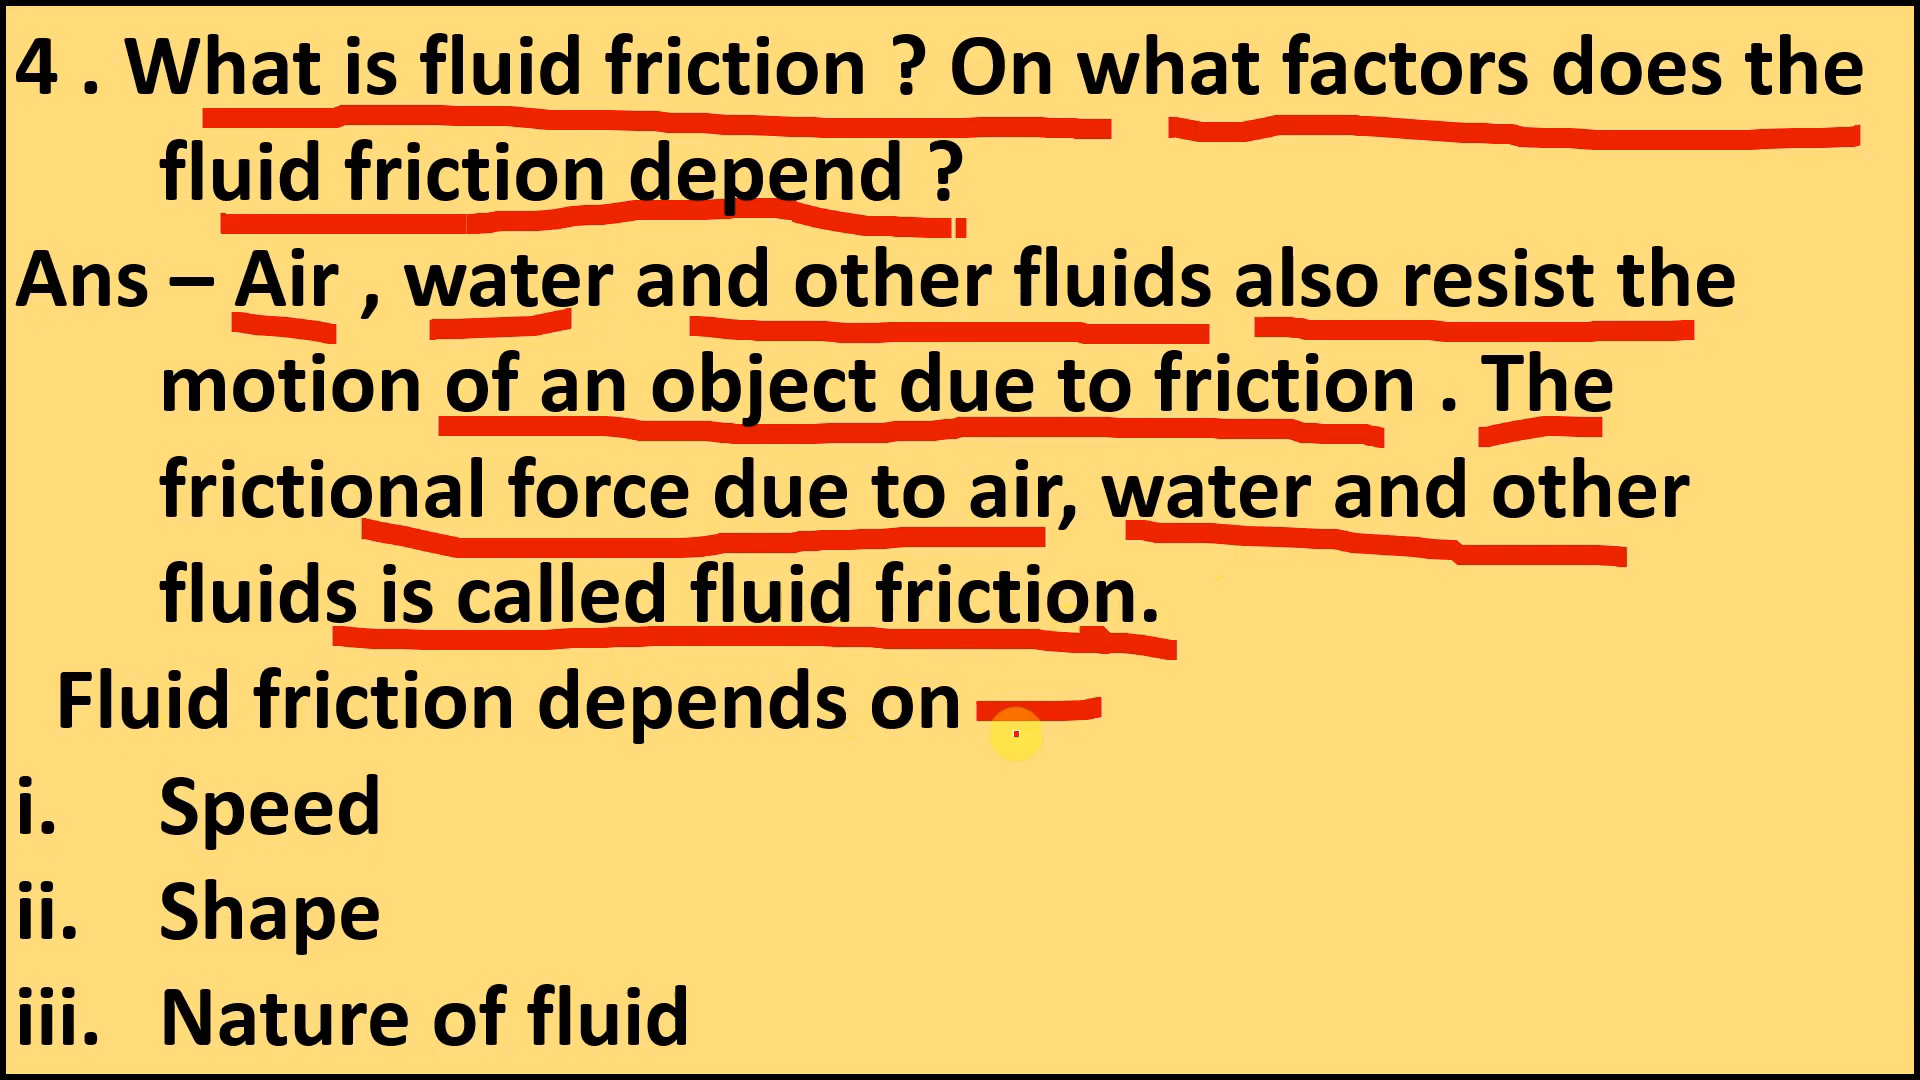 4 . What is fluid friction ? On what factors does the
fluid friction depend ?
Ans – Air , water and other fluids also resist the
motion of an object due to friction . The
frictional force due to air, water and other
fluids is called fluid friction.
Fluid friction depends on
i. Speed
ii. Shape
iii. Nature of fluid